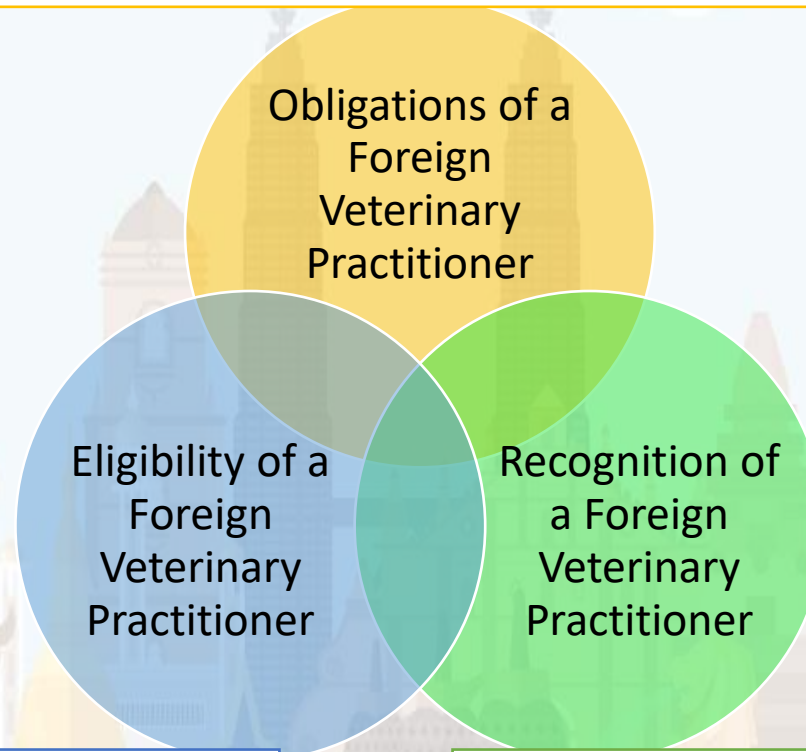 Obligations of a
Foreign
Veterinary
Practitioner
Eligibility of a
Foreign
Veterinary
Practitioner
Recognition of
a Foreign
Veterinary
Practitioner